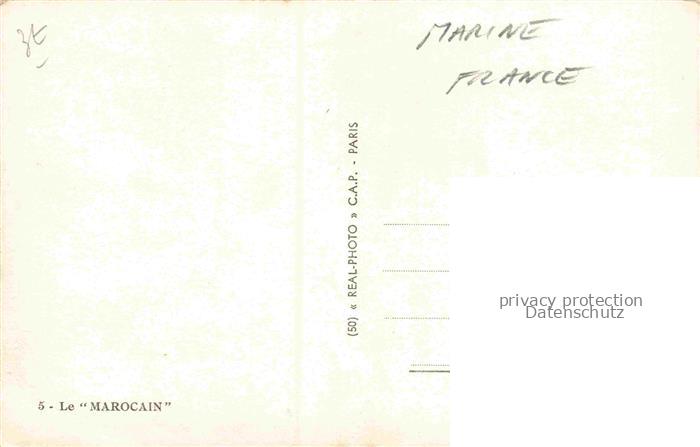 MARINE
FRANCE
(50) « REAL-PHOTO » C.A.P. - PARIS
privacy protection
Datenschutz
5 - Le "MAROCAIN"